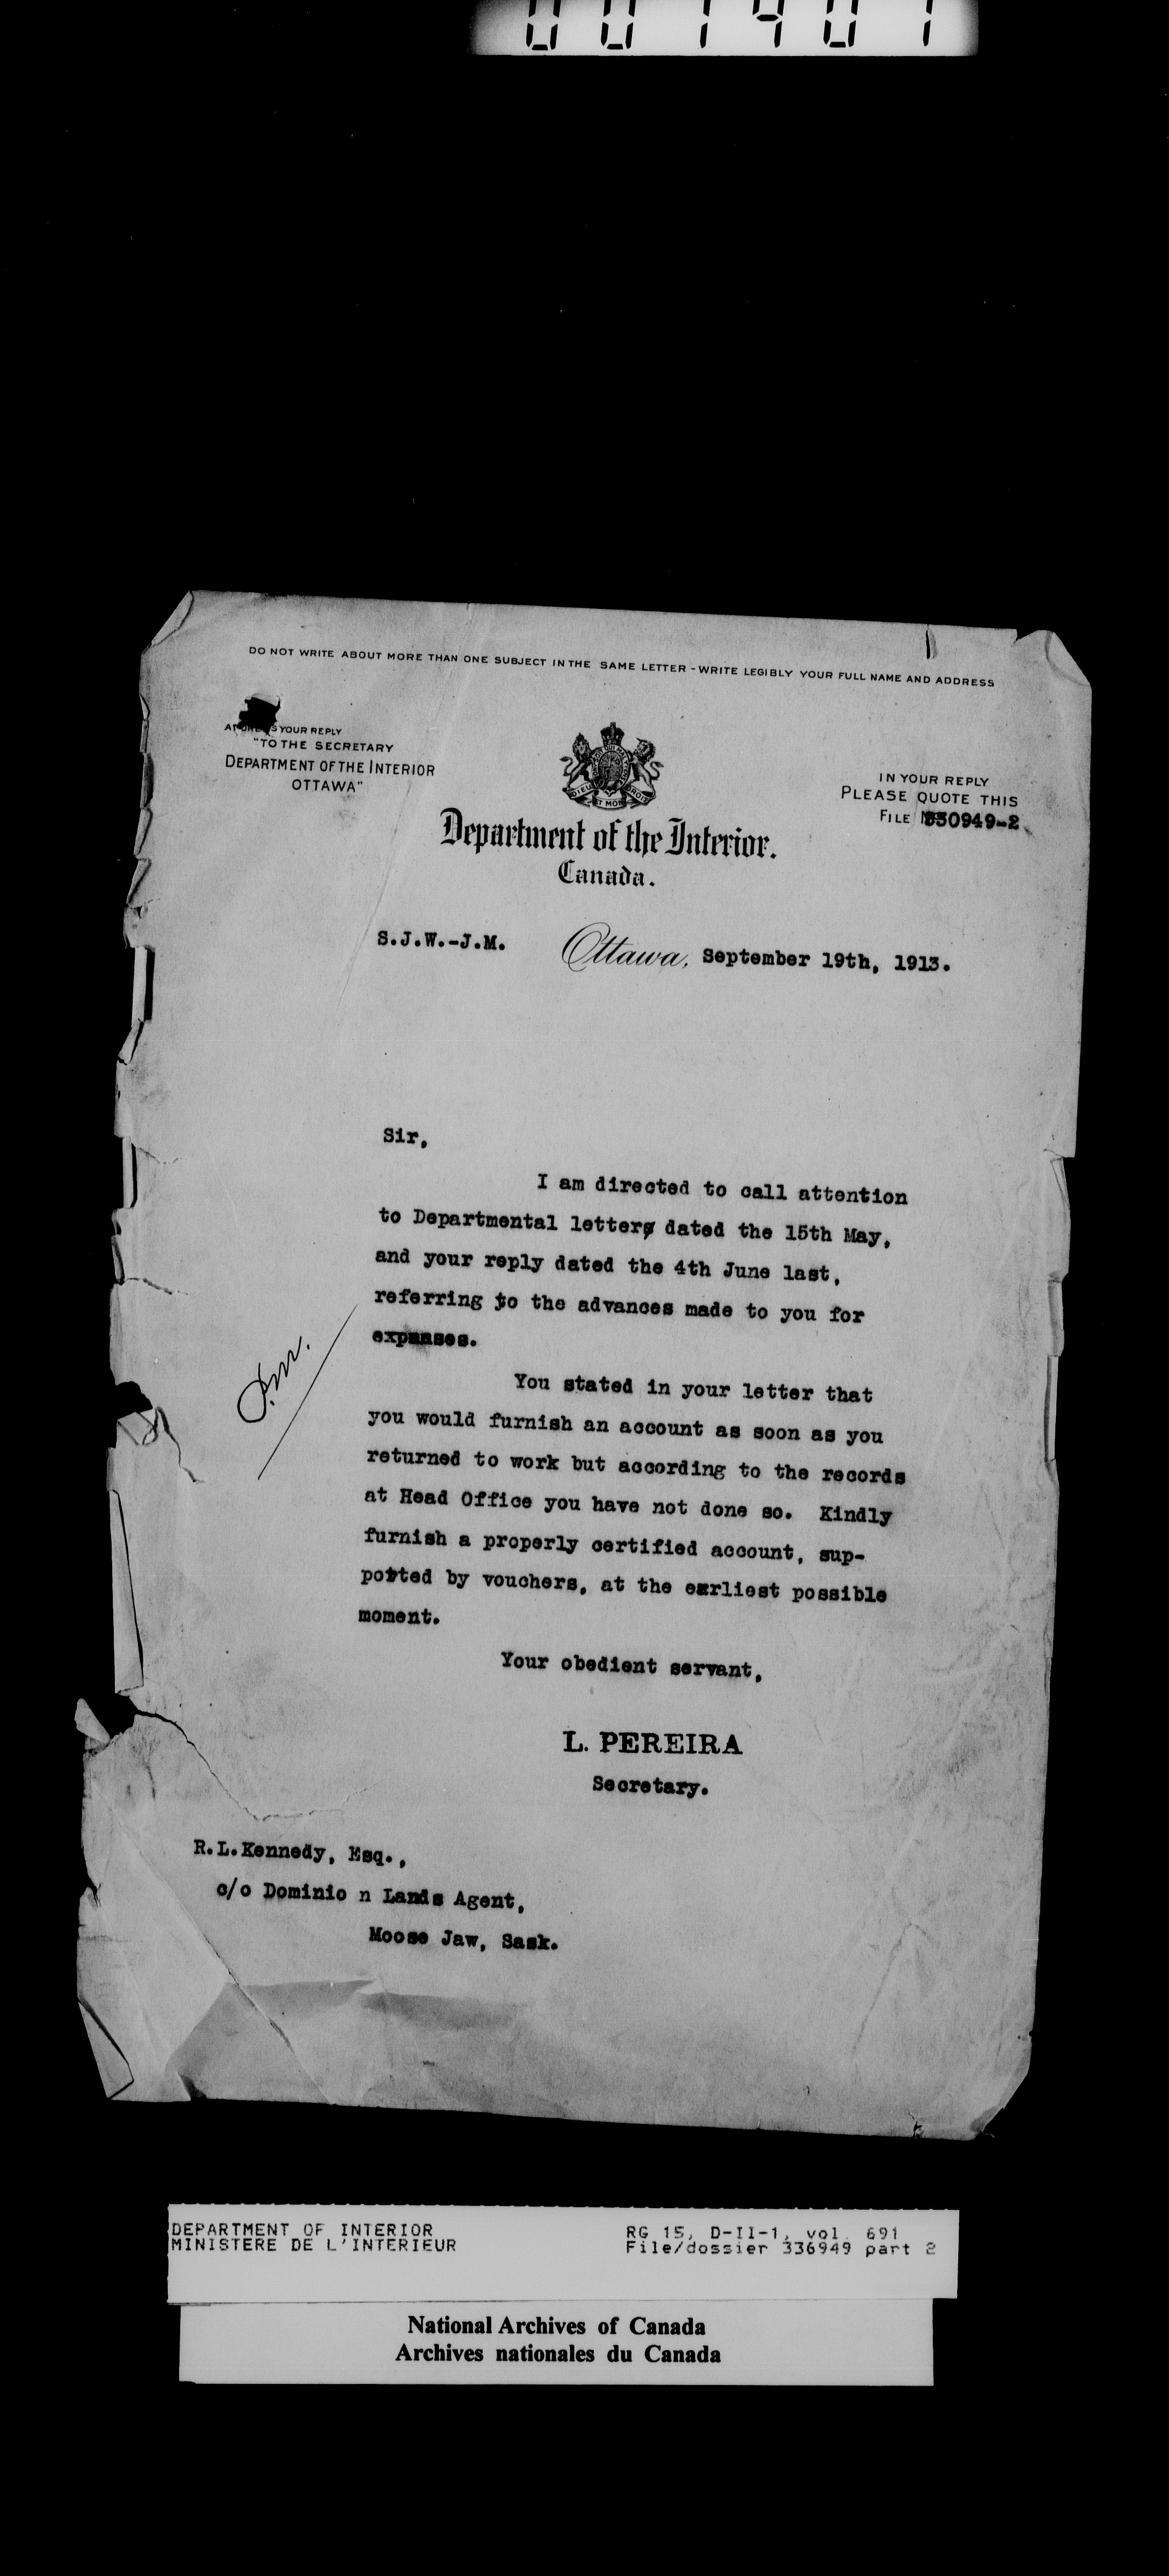 DO NOT WRITE ABOUT MORE THAN ONE SUBJECT IN THE SAME LETTER - WRITE LEGIBLY YOUR FULL NAME AND ADDRESS
YOUR REPLY
"TO THE SECRETARY
DEPARTMENT OF THE INTERIOR
OTTAWA"
IN YOUR REPLY
PLEASE QUOTE THIS
FILE
Department of the Interior.
Canada.
S.J.W.-J.M.
Ottawa, September 19th, 1913.
Sir,
I am directed to call attention
to Departmental letter dated the 15th May,
and your reply dated the 4th June last,
referring to the advances made to you for
expenses.
You stated in your letter that
you would furnish an account as soon as you
returned to work but according to the records
at Head Office you have not done so. Kindly
furnish a properly certified account, sup-
ported by vouchers, at the earliest possible
moment.
Your obedient servant,
L. PEREIRA
Secretary.
R.L.Kennedy, Esq.,
c/o Dominio n Lands Agent,
Moose Jaw, Sask.
DEPARTMENT OF INTERIOR
MINISTERE DE L'INTERIEUR
RG 15, D-II-1, vol. 691
File/dossier 336949 part 2
National Archives of Canada
Archives nationales du Canada